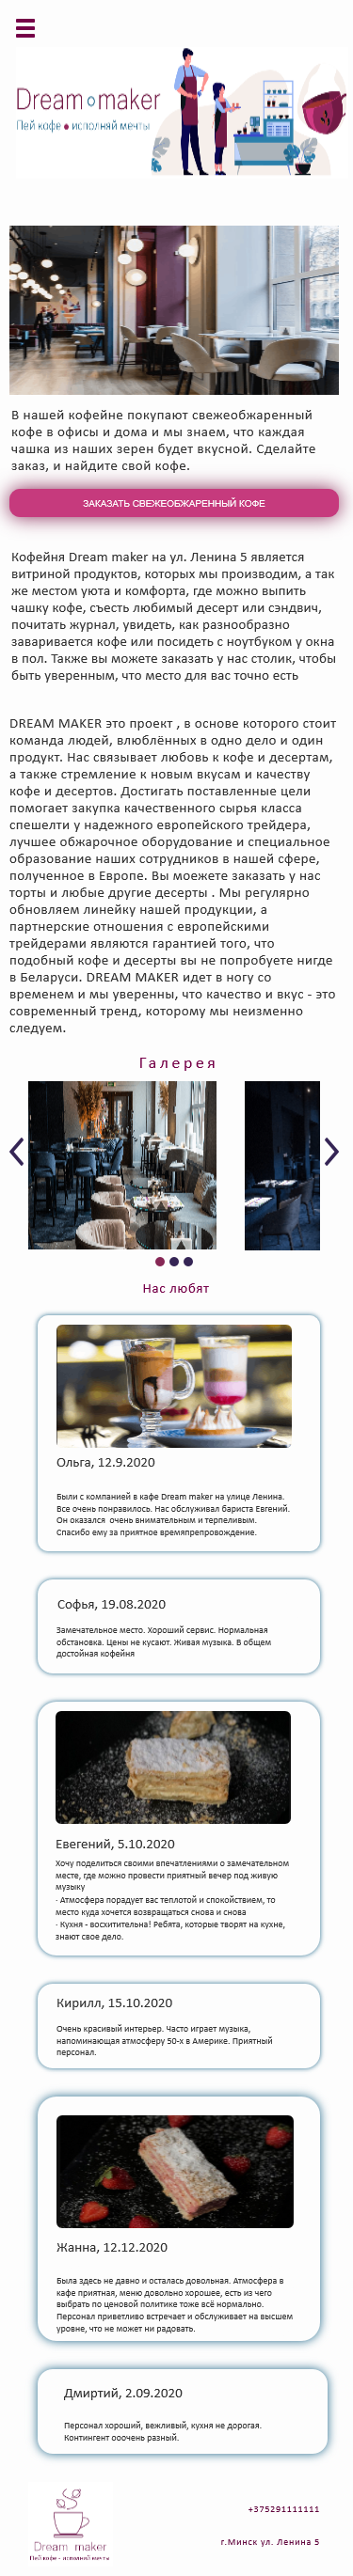 Dream maker
Пей кофе исполняй мечты
В нашей кофейне покупают свежеобжаренный
кофе в офисы и дома и мы знаем, что каждая
чашка из наших зерен будет вкусной. Сделайте
заказ, и найдите свой кофе.
ЗАКАЗАТЬ СВЕЖЕОБЖАРЕННЫЙ КОФЕ
Кофейня Dream maker на ул. Ленина 5 является
витриной продуктов, которых мы производим, а так
же местом уюта и комфорта, где можно выпить
чашку кофе, съесть любимый десерт или сэндвич,
почитать журнал, увидеть, как разнообразно
заваривается кофе или посидеть с ноутбуком у окна
в пол. Также вы можете заказать у нас столик, чтобы
быть уверенным, что место для вас точно есть
DREAM MAKER это проект , в основе которого стоит
команда людей, влюблённых в одно дело и один
продукт. Нас связывает любовь к кофе и десертам,
а также стремление к новым вкусам и качеству
кофе и десертов. Достигать поставленные цели
помогает закупка качественного сырья класса
спешелти у надежного европейского трейдера,
лучшее обжарочное оборудование и специальное
образование наших сотрудников в нашей сфере,
полученное в Европе. Вы моежете заказать у нас
торты и любые другие десерты . Мы регулярно
обновляем линейку нашей продукции, а
партнерские отношения с европейскими
трейдерами являются гарантией того, что
подобный кофе и десерты вы не попробуете нигде
в Беларуси. DREAM MAKER идет в ногу со
временем и мы уверенны, что качество и вкус - это
современный тренд, которому мы неизменно
следуем.
Галерея
Нас любят
Ольга, 12.9.2020
Были с компанией в кафе Dream maker на улице Ленина.
Все очень понравилось. Нас обслуживал бариста Евгений.
Он оказался очень внимательным и терпеливым.
Спасибо ему за приятное времяпрепровождение.
Софья, 19.08.2020
Замечательное место. Хороший сервис. Нормальная
обстановка. Цены не кусают. Живая музыка. В общем
достойная кофейня
Евегений, 5.10.2020
Хочу поделиться своими впечатлениями о замечательном
месте, где можно провести приятный вечер под живую
музыку
· Атмосфера порадует вас теплотой и спокойствием, то
место куда хочется возвращаться снова и снова
· Кухня - восхитительна! Ребята, которые творят на кухне,
знают свое дело.
Кирилл, 15.10.2020
Очень красивый интерьер. Часто играет музыка,
напоминающая атмосферу 50-х в Америке. Приятный
персонал.
Жанна, 12.12.2020
Была здесь не давно и осталась довольная. Атмосфера в
кафе приятная, меню довольно хорошее, есть из чего
выбрать по ценовой политике тоже всё нормально.
Персонал приветливо встречает и обслуживает на высшем
уровне, что не может ни радовать.
Дмиртий, 2.09.2020
Персонал хороший, вежливый, кухня не дорогая.
Контингент ооочень разный.
+375291111111
Dream maker
Пей кофе - исполняй мечты
г.Минск ул. Ленина 5